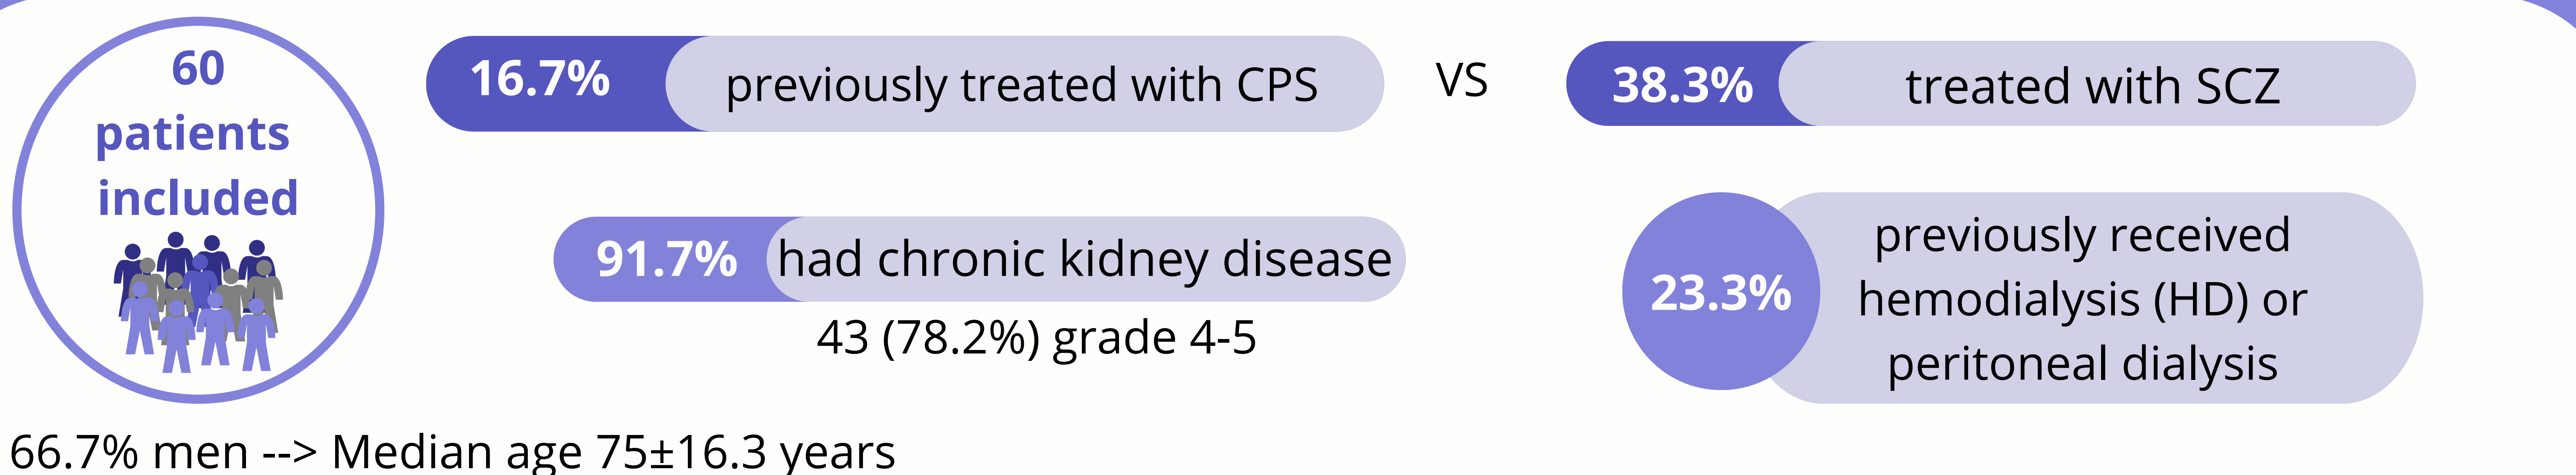 60
patients
included
16.7% previously treated with CPS VS 38.3% treated with SCZ
91.7% had chronic kidney disease
43 (78.2%) grade 4-5
23.3%
previously received
hemodialysis (HD) or
peritoneal dialysis
66.7% men --> Median age 75±16.3 years